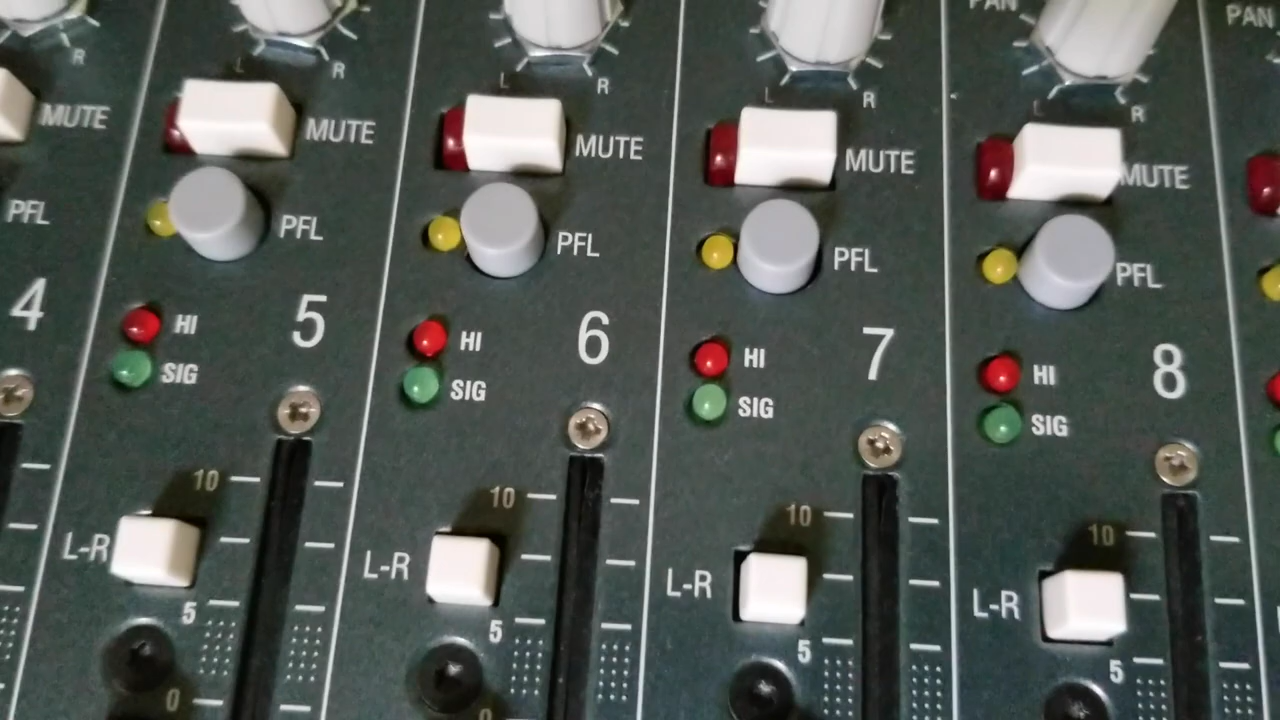 PAN PAN
R L R L R L R L R
MUTE MUTE MUTE MUTE MUTE
PFL PFL PFL PFL PFL
4 5 6 7 8
HI HI HI HI
SIG SIG SIG SIG
10 10 10 10
L-R L-R L-R L-R
5 5 5 5
0 0